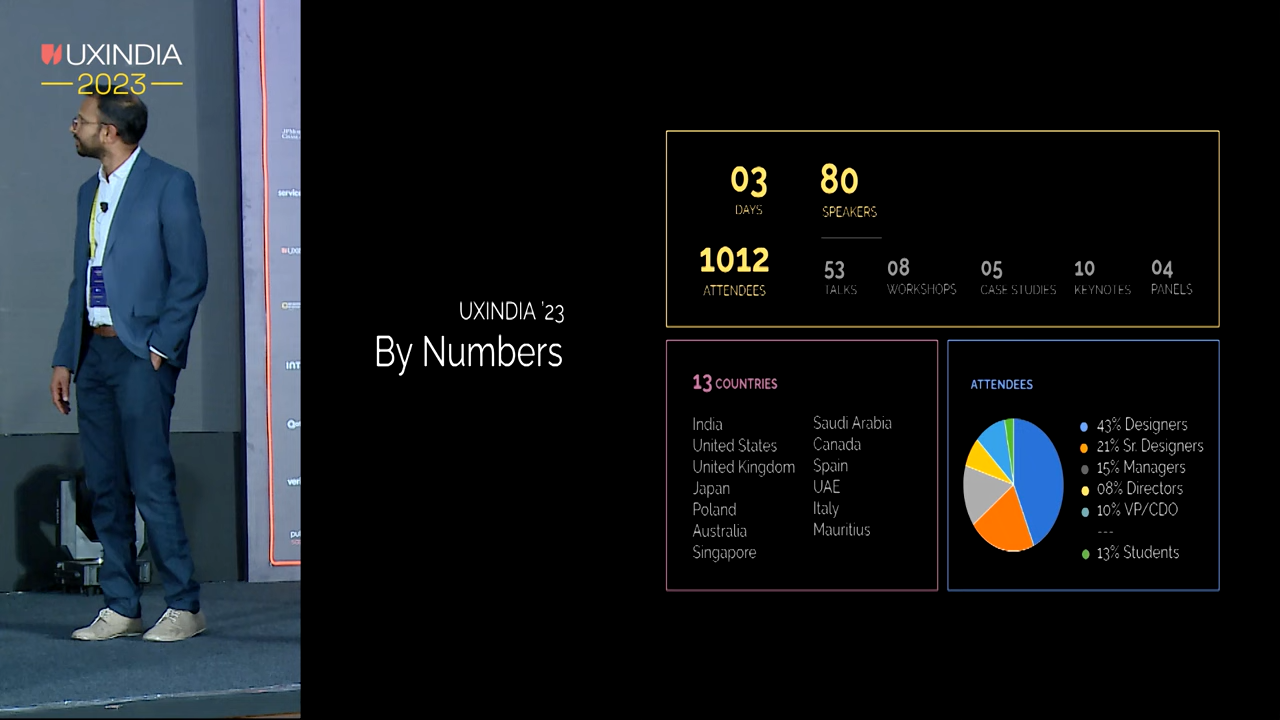 UXINDIA
2023
UXINDIA '23
By Numbers
03
DAYS
80
SPEAKERS
1012
ATTENDEES
53
TALKS
08
WORKSHOPS
05
CASE STUDIES
10
KEYNOTES
04
PANELS
13 COUNTRIES
India
United States
United Kingdom
Japan
Poland
Australia
Singapore
Saudi Arabia
Canada
Spain
UAE
Italy
Mauritius
ATTENDEES
43% Designers
21% Sr. Designers
15% Managers
08% Directors
10% VP/CDO
---
13% Students